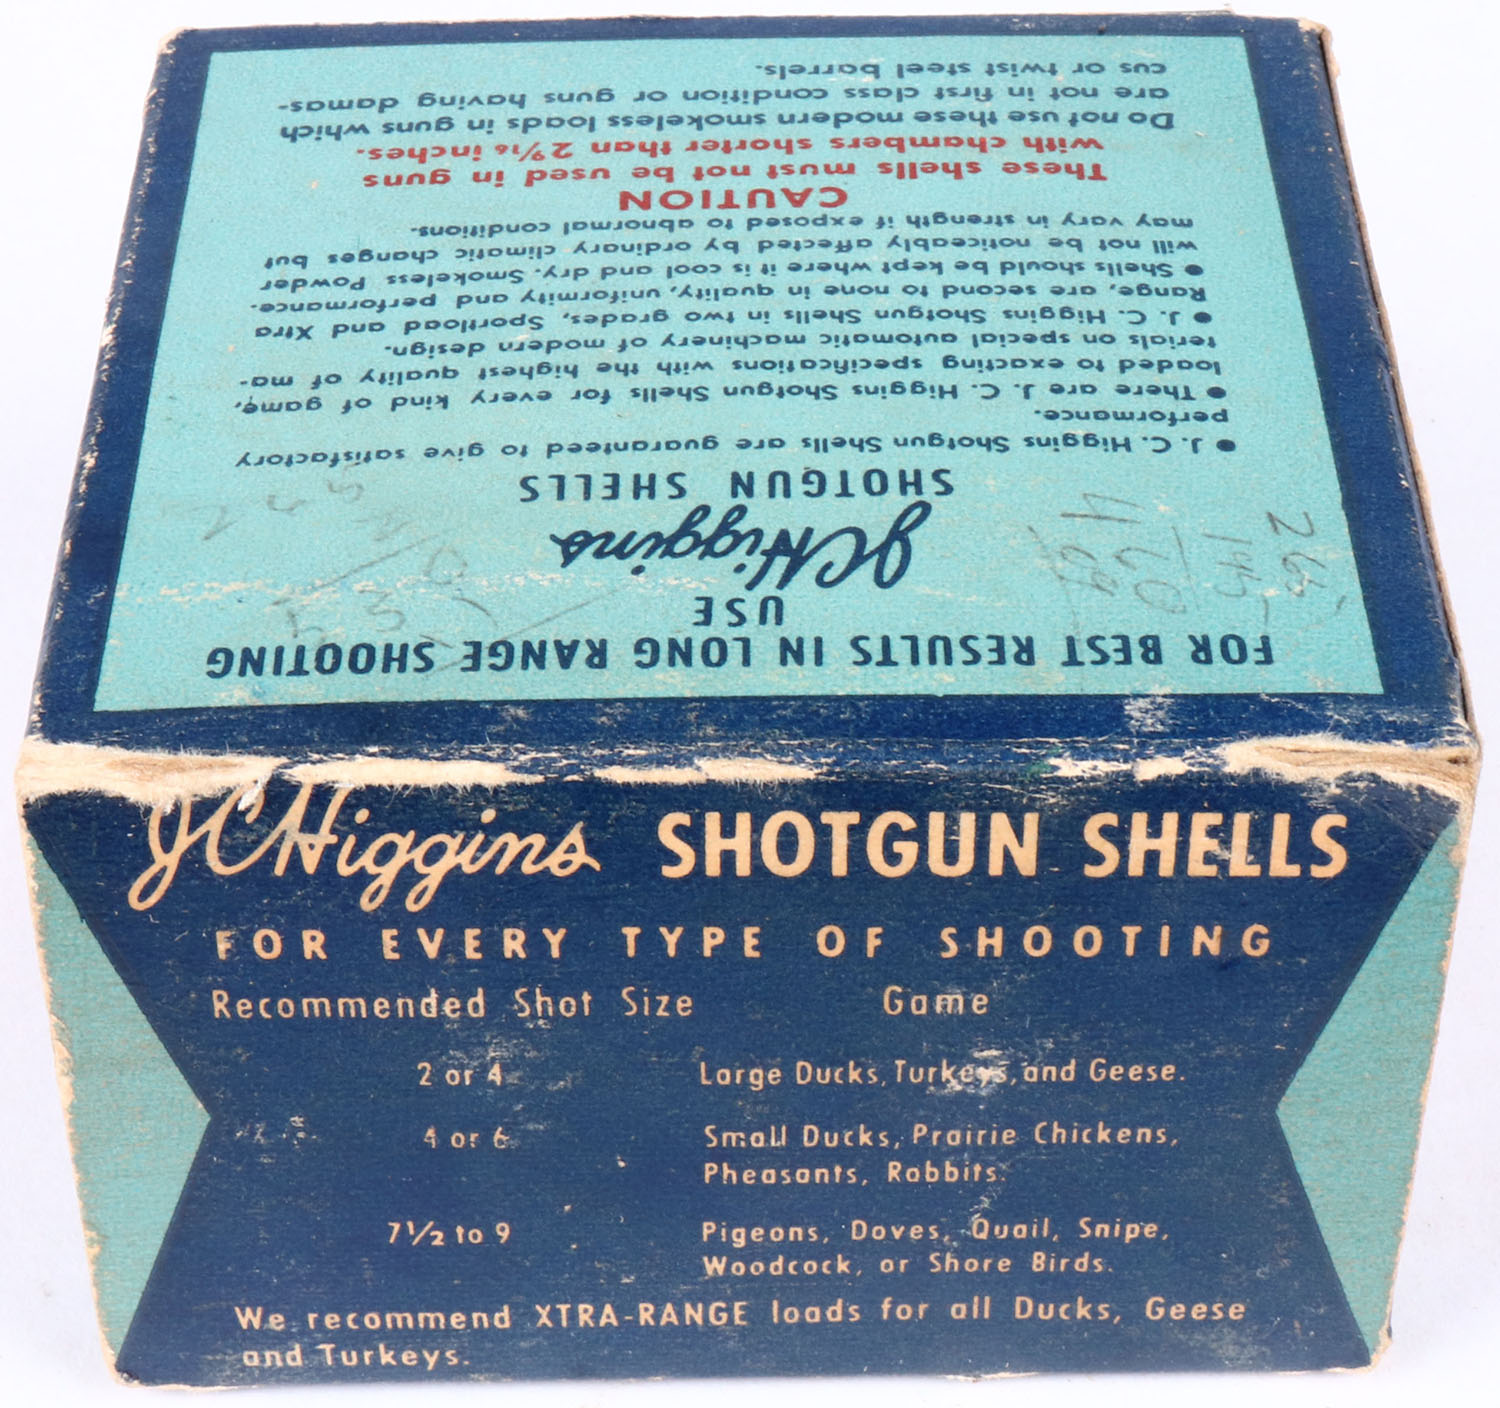 FOR BEST RESULTS IN LONG RANGE SHOOTING
USE
J C Higgins
SHOTGUN SHELLS
● J. C. Higgins Shotgun Shells are guaranteed to give satisfactory
performance.
● There are J. C. Higgins Shotgun Shells for every kind of game,
loaded to exacting specifications with the highest quality of ma-
terials on special automatic machinery of modern design.
● J. C. Higgins Shotgun Shells in two grades, Sportload and Xtra
Range, are second to none in quality, uniformity and performance.
● Shells should be kept where it is cool and dry. Smokeless Powder
will not be noticeably affected by ordinary climatic changes but
may vary in strength if exposed to abnormal conditions.
CAUTION
These shells must not be used in guns
with chambers shorter than 2 9/16 inches.
Do not use these modern smokeless loads in guns which
are not in first class condition or guns having damas-
cus or twist steel barrels.
J C Higgins SHOTGUN SHELLS
FOR EVERY TYPE OF SHOOTING
Recommended Shot Size Game
2 or 4 Large Ducks, Turkeys, and Geese.
4 or 6 Small Ducks, Prairie Chickens,
Pheasants, Rabbits.
7½ to 9 Pigeons, Doves, Quail, Snipe,
Woodcock, or Shore Birds.
We recommend XTRA-RANGE loads for all Ducks, Geese
and Turkeys.